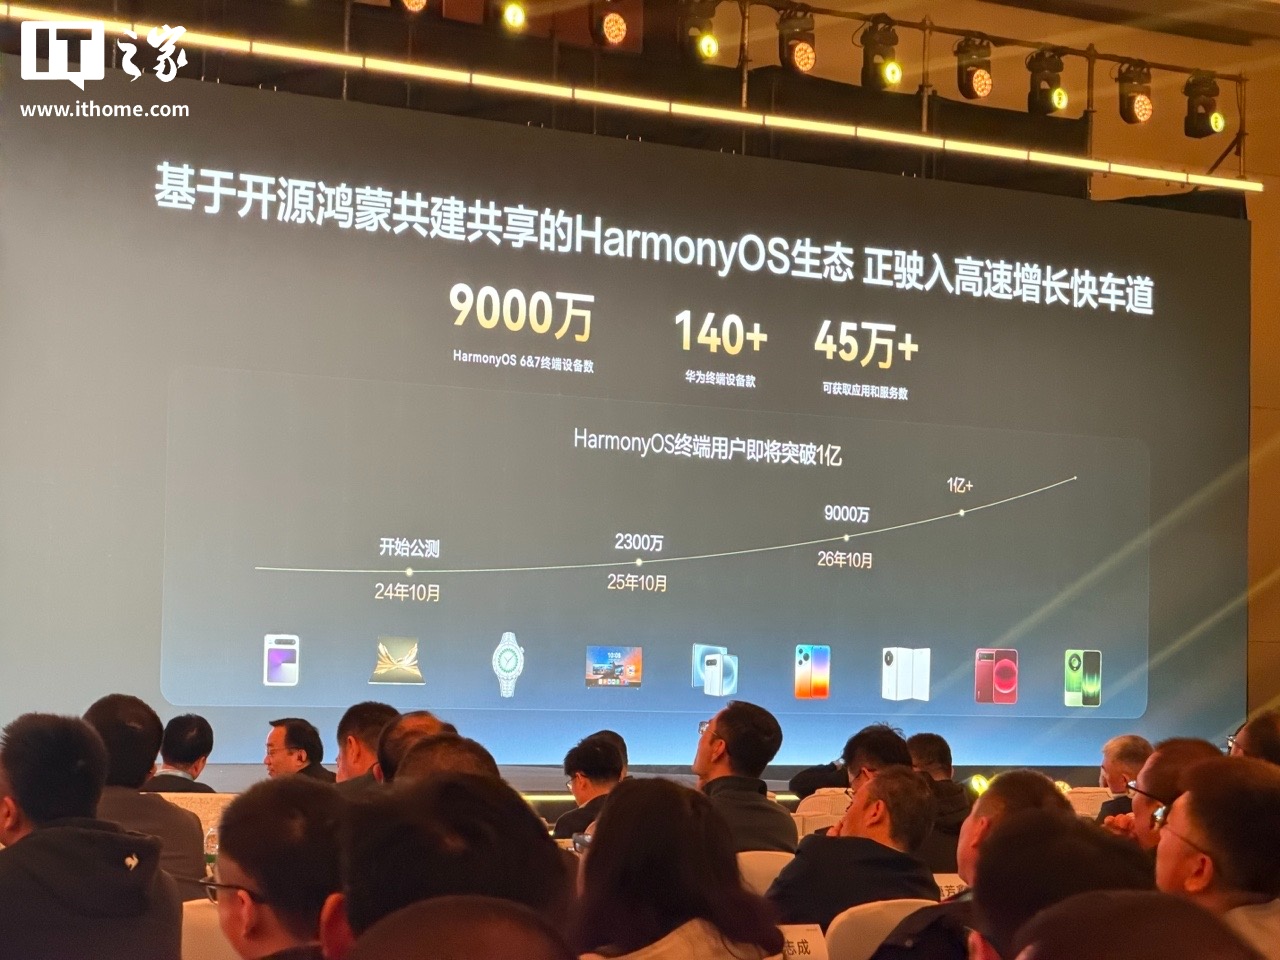 IT之家
www.ithome.com
基于开源鸿蒙共建共享的HarmonyOS生态 正驶入高速增长快车道
9000万
HarmonyOS 6&7终端设备数
140+
华为终端设备款
45万+
可获取应用和服务数
HarmonyOS终端用户即将突破1亿
开始公测
24年10月
2300万
25年10月
9000万
26年10月
1亿+
志成